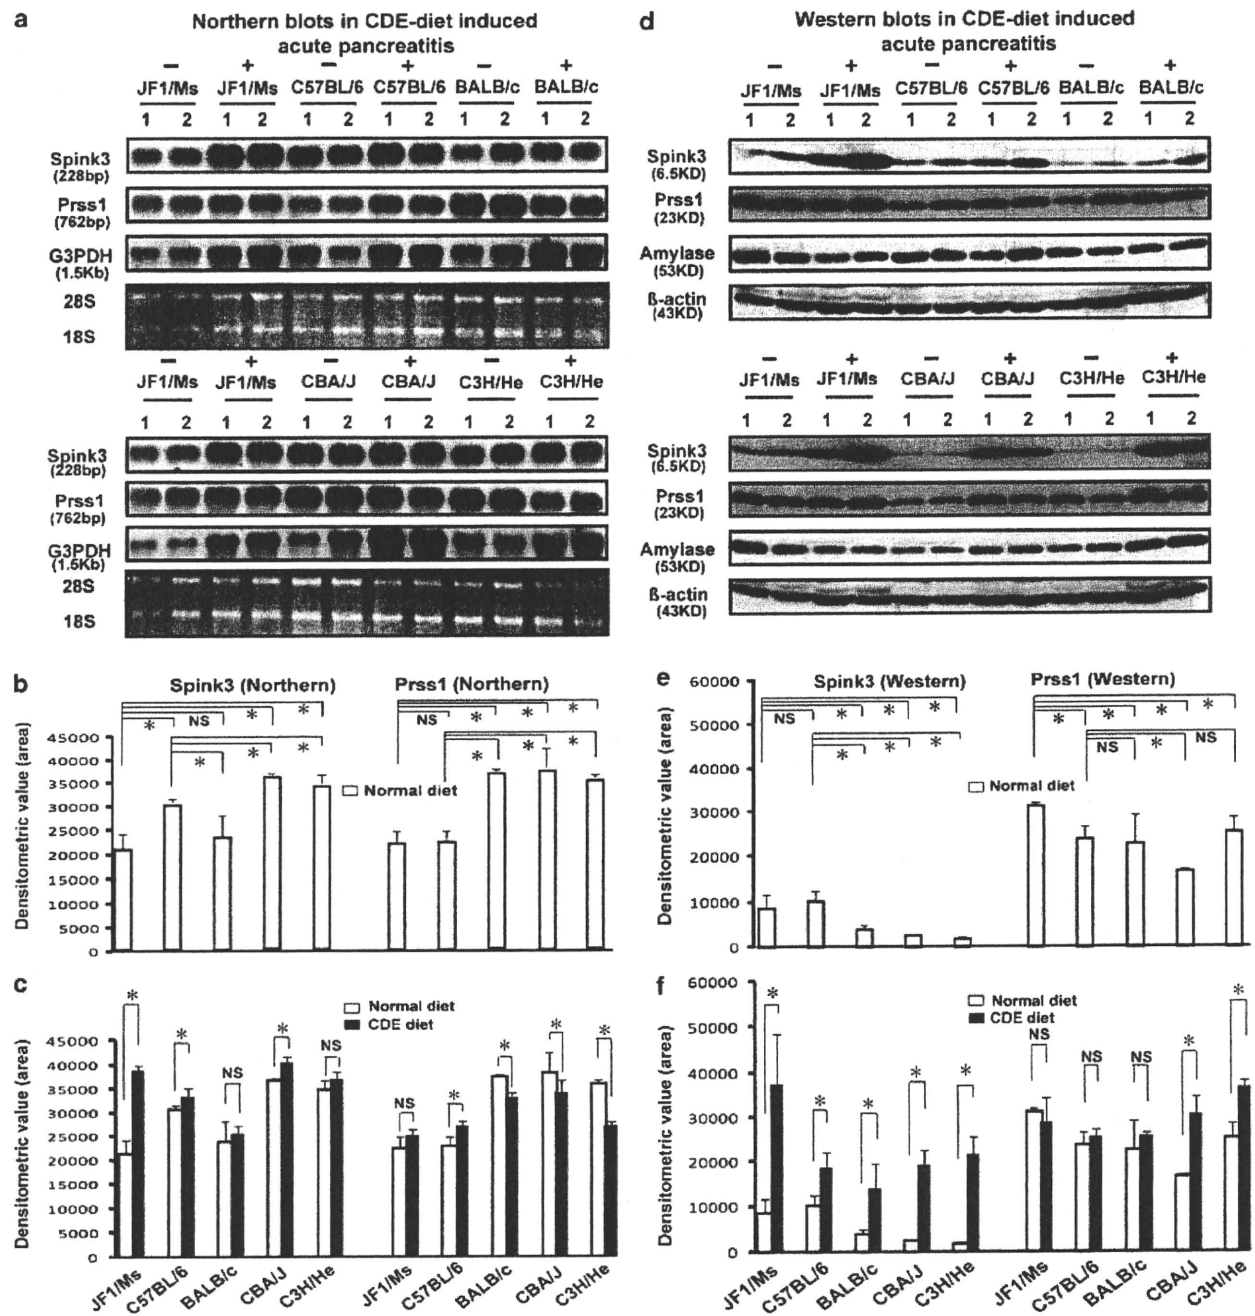 a
Northern blots in CDE-diet induced
acute pancreatitis
− + − + − +
JF1/Ms JF1/Ms C57BL/6 C57BL/6 BALB/c BALB/c
1 2 1 2 1 2 1 2 1 2 1 2
Spink3
(228bp)
Prss1
(762bp)
G3PDH
(1.5Kb)
28S
18S
− + − + − +
JF1/Ms JF1/Ms CBA/J CBA/J C3H/He C3H/He
1 2 1 2 1 2 1 2 1 2 1 2
Spink3
(228bp)
Prss1
(762bp)
G3PDH
(1.5Kb)
28S
18S
b
Spink3 (Northern) Prss1 (Northern)
* NS * * NS * * *
* * * * * *
Densitometric value (area)
45000
40000
35000
30000
25000
20000
15000
10000
5000
0
Normal diet
c
Normal diet
CDE diet
* * NS * NS NS * * * *
Densitometric value (area)
45000
40000
35000
30000
25000
20000
15000
10000
5000
0
JF1/Ms C57BL/6 BALB/c CBA/J C3H/He JF1/Ms C57BL/6 BALB/c CBA/J C3H/He
d
Western blots in CDE-diet induced
acute pancreatitis
− + − + − +
JF1/Ms JF1/Ms C57BL/6 C57BL/6 BALB/c BALB/c
1 2 1 2 1 2 1 2 1 2 1 2
Spink3
(6.5KD)
Prss1
(23KD)
Amylase
(53KD)
ß-actin
(43KD)
− + − + − +
JF1/Ms JF1/Ms CBA/J CBA/J C3H/He C3H/He
1 2 1 2 1 2 1 2 1 2 1 2
Spink3
(6.5KD)
Prss1
(23KD)
Amylase
(53KD)
ß-actin
(43KD)
e
Spink3 (Western) Prss1 (Western)
NS * * * * * * *
* * * NS * NS
Densitometric value (area)
60000
50000
40000
30000
20000
10000
0
Normal diet
f
Normal diet
CDE diet
* * * * * NS NS NS * *
Densitometric value (area)
60000
50000
40000
30000
20000
10000
0
JF1/Ms C57BL/6 BALB/c CBA/J C3H/He JF1/Ms C57BL/6 BALB/c CBA/J C3H/He